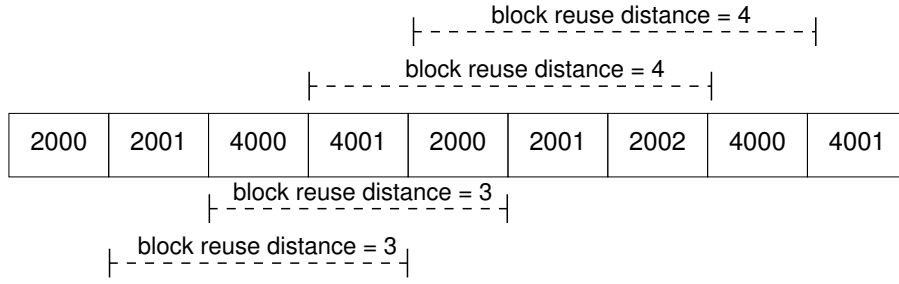 block reuse distance = 4
block reuse distance = 4
2000 2001 4000 4001 2000 2001 2002 4000 4001
block reuse distance = 3
block reuse distance = 3